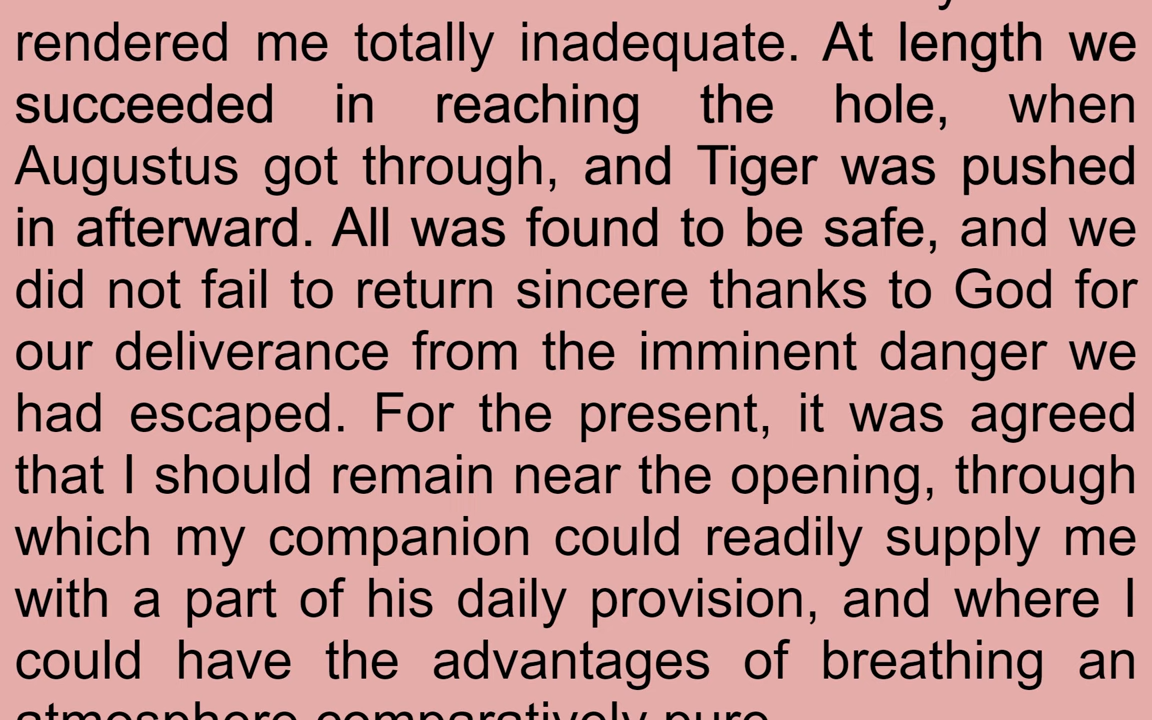 rendered me totally inadequate. At length we
succeeded in reaching the hole, when
Augustus got through, and Tiger was pushed
in afterward. All was found to be safe, and we
did not fail to return sincere thanks to God for
our deliverance from the imminent danger we
had escaped. For the present, it was agreed
that I should remain near the opening, through
which my companion could readily supply me
with a part of his daily provision, and where I
could have the advantages of breathing an
atmosphere comparatively pure.